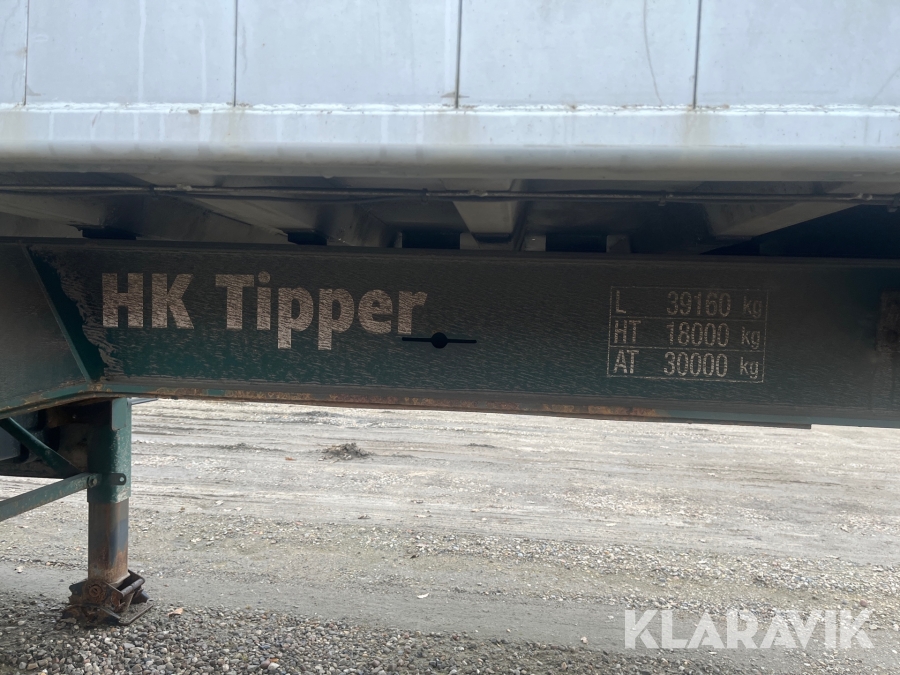 HK Tipper
L 39160 kg
HT 18000 kg
AT 30000 kg
KLARAVIK